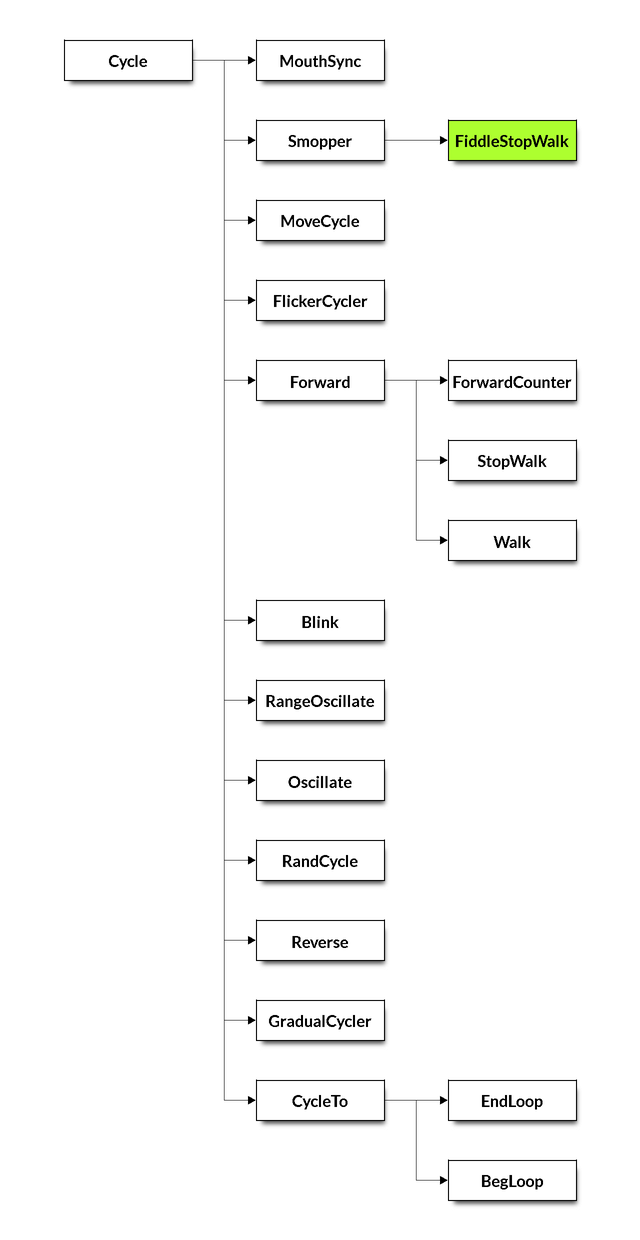 Cycle
MouthSync
Smopper
FiddleStopWalk
MoveCycle
FlickerCycler
Forward
ForwardCounter
StopWalk
Walk
Blink
RangeOscillate
Oscillate
RandCycle
Reverse
GradualCycler
CycleTo
EndLoop
BegLoop